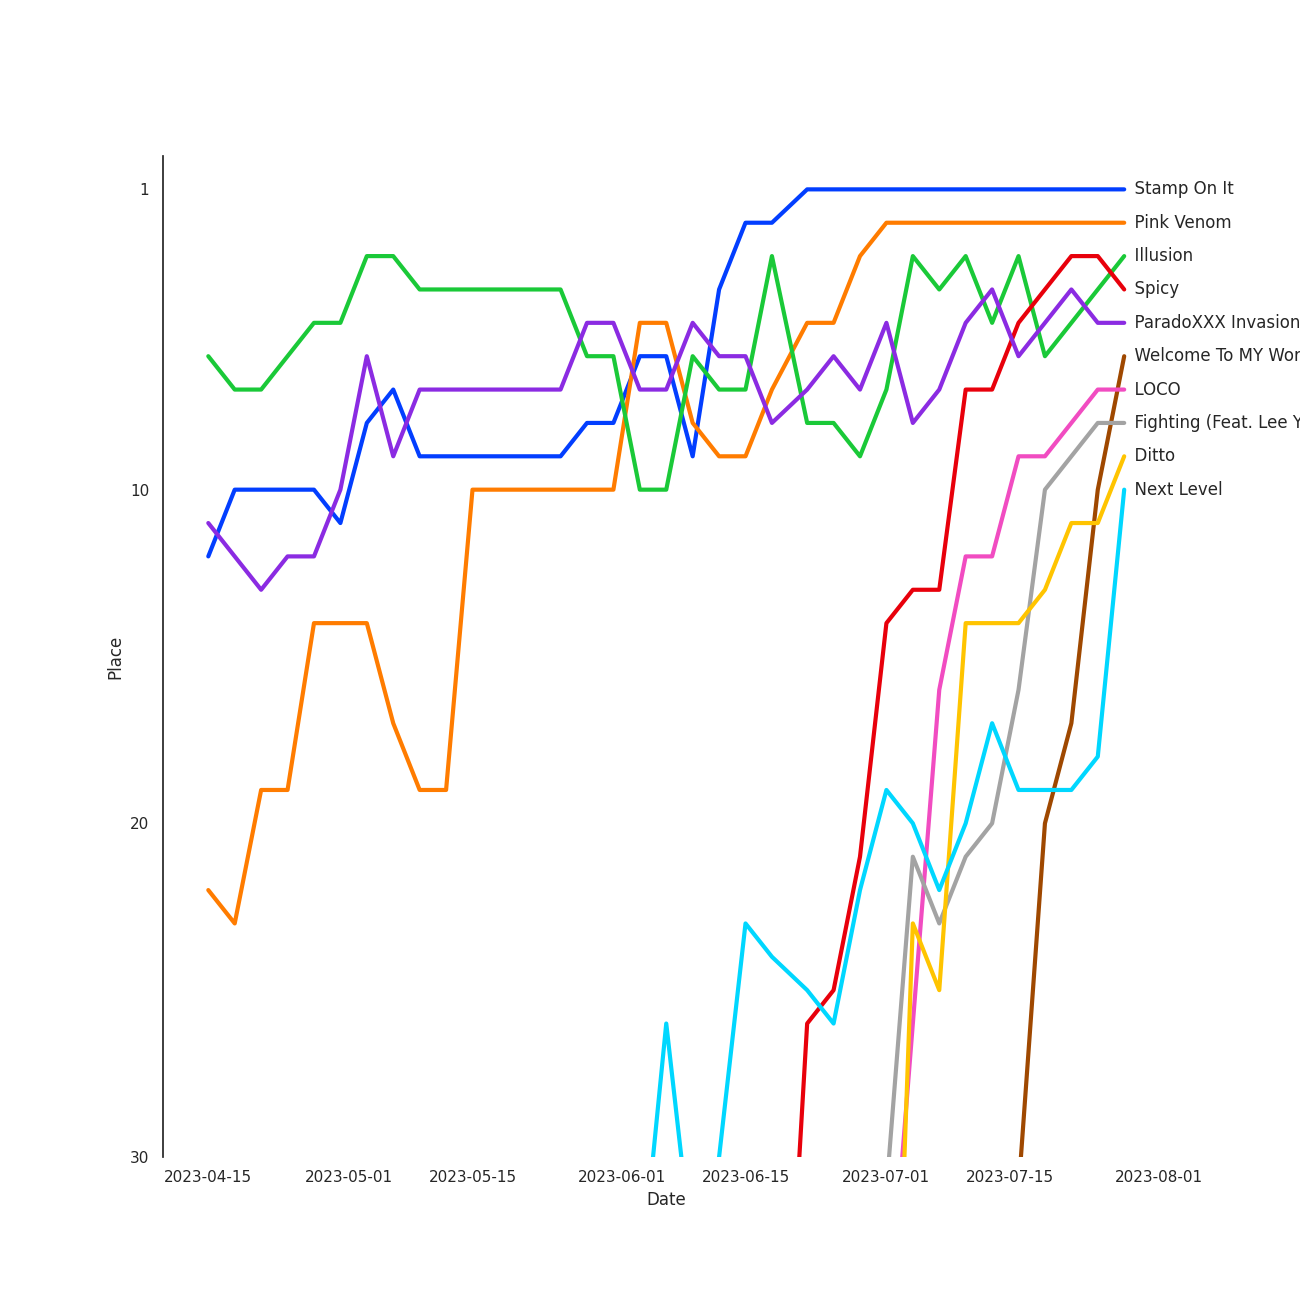 1
10
20
30
Place
Stamp On It
Pink Venom
Illusion
Spicy
ParadoXXX Invasion
Welcome To MY Wor
LOCO
Fighting (Feat. Lee Y
Ditto
Next Level
2023-04-15 2023-05-01 2023-05-15 2023-06-01 2023-06-15 2023-07-01 2023-07-15 2023-08-01
Date